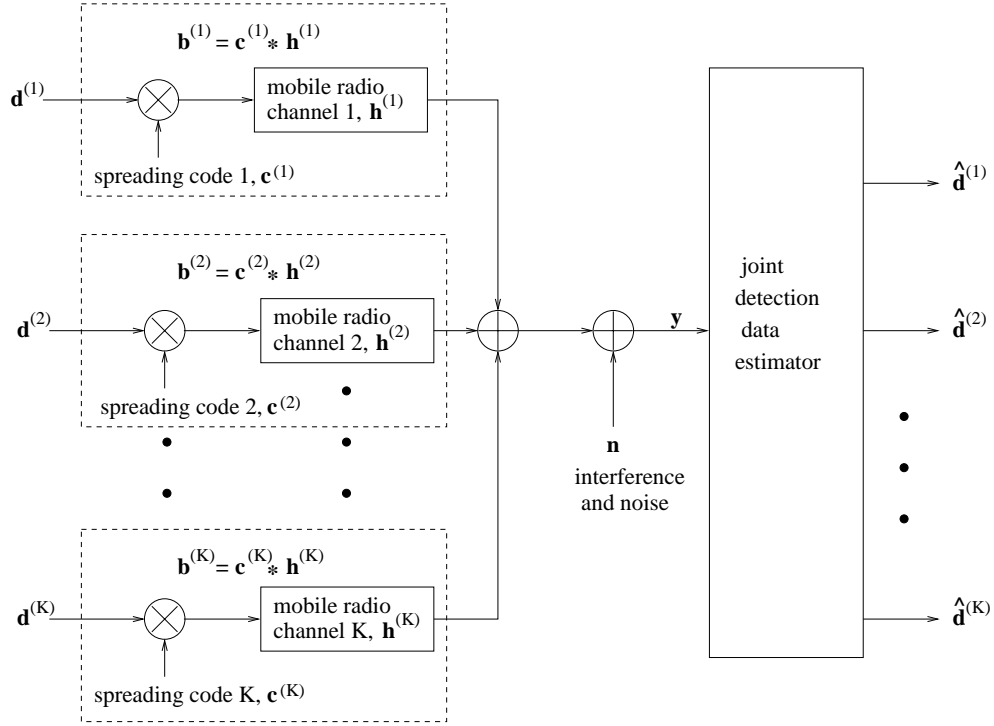 b(1) = c(1) * h(1)
d(1)
mobile radio
channel 1, h(1)
spreading code 1, c(1)
b(2) = c(2) * h(2)
d(2)
mobile radio
channel 2, h(2)
spreading code 2, c(2)
b(K) = c(K) * h(K)
d(K)
mobile radio
channel K, h(K)
spreading code K, c(K)
n
interference
and noise
y
joint
detection
data
estimator
d̂(1)
d̂(2)
d̂(K)